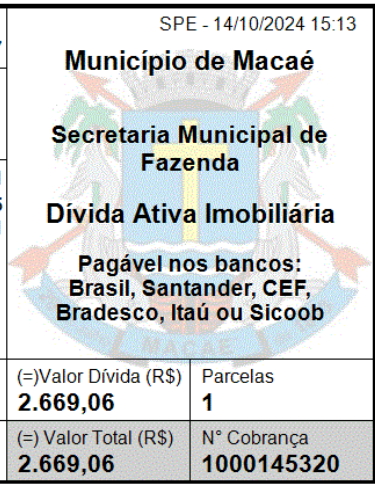 SPE - 14/10/2024 15:13
Município de Macaé
Secretaria Municipal de
Fazenda
Dívida Ativa Imobiliária
Pagável nos bancos:
Brasil, Santander, CEF,
Bradesco, Itaú ou Sicoob
MACAÉ
(=)Valor Dívida (R$) Parcelas
2.669,06 1
(=) Valor Total (R$) N° Cobrança
2.669,06 1000145320